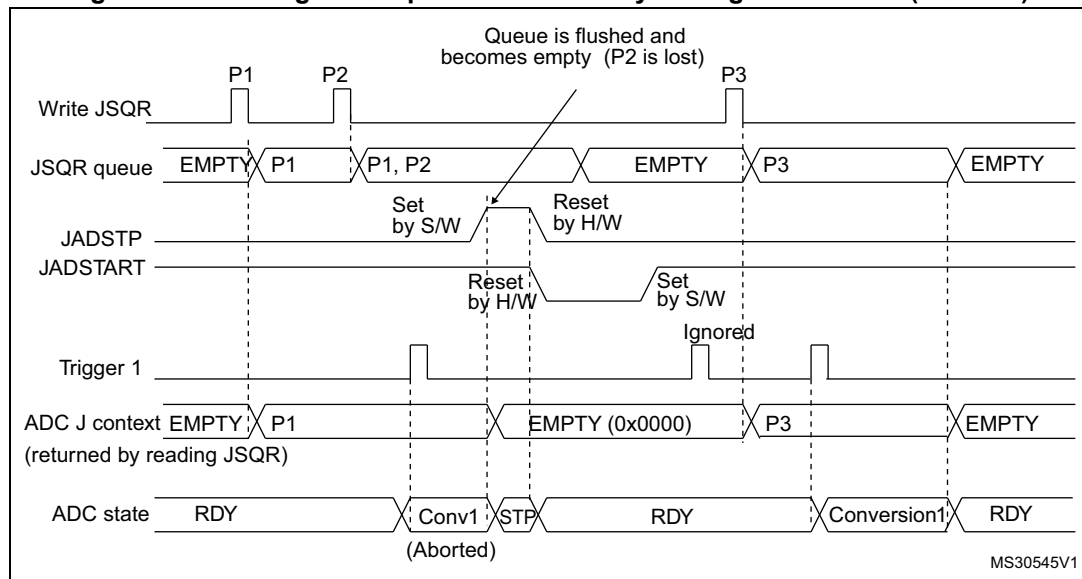 Queue is flushed and
becomes empty (P2 is lost)
P1 P2 P3
Write JSQR
JSQR queue EMPTY P1 P1, P2 EMPTY P3 EMPTY
Set
by S/W
Reset
by H/W
JADSTP
JADSTART
Reset
by H/W
Set
by S/W
Ignored
Trigger 1
ADC J context EMPTY P1 EMPTY (0x0000) P3 EMPTY
(returned by reading JSQR)
ADC state RDY Conv1 STP RDY Conversion1 RDY
(Aborted)
MS30545V1